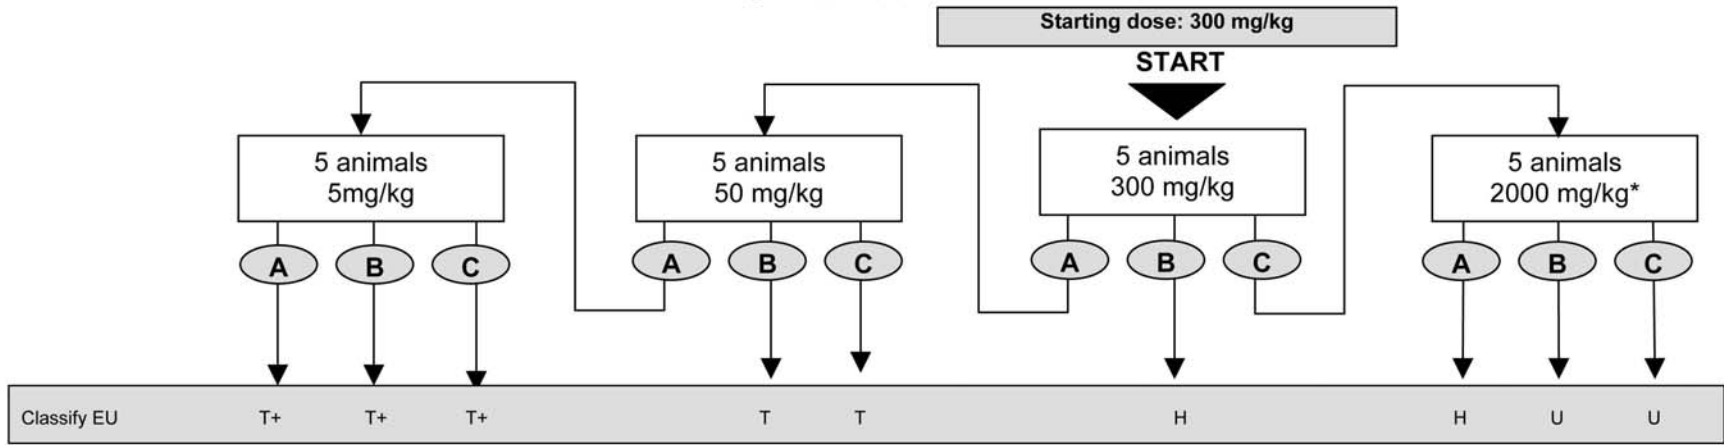 Starting dose: 300 mg/kg
START
5 animals
5mg/kg
5 animals
50 mg/kg
5 animals
300 mg/kg
5 animals
2000 mg/kg*
A B C A B C A B C A B C
Classify EU T+ T+ T+ T T H H U U